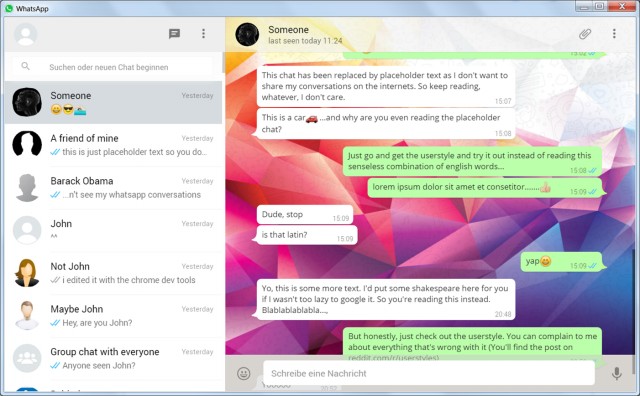 WhatsApp
Suchen oder neuen Chat beginnen
Someone
Yesterday
A friend of mine
Yesterday
this is just placeholder text so you do...
Barack Obama
Yesterday
...n't see my whatsapp conversations
John
Yesterday
^^
Not John
Yesterday
i edited it with the chrome dev tools
Maybe John
Yesterday
Hey, are you John?
Group chat with everyone
Yesterday
Anyone seen John?
Someone
last seen today 11:24
15:02
This chat has been replaced by placeholder text as I don't want to
share my conversations on the internets. So keep reading,
whatever, I don't care.
15:07
This is a car🚗 ...and why are you even reading the placeholder
chat?
15:08
Just go and get the userstyle and try it out instead of reading this
senseless combination of english words...
15:08
lorem ipsum dolor sit amet et consetitor.......👍
15:09
Dude, stop
15:09
is that latin?
15:09
yap😄
15:09
Yo, this is some more text. I'd put some shakespeare here for
you if I wasn't too lazy to google it. So you're reading this instead.
Blablablablabla...,
20:48
But honestly, just check out the userstyle. You can complain to me
about everything that's wrong with it (You'll find the post on
reddit.com/r/userstyles)
Schreibe eine Nachricht